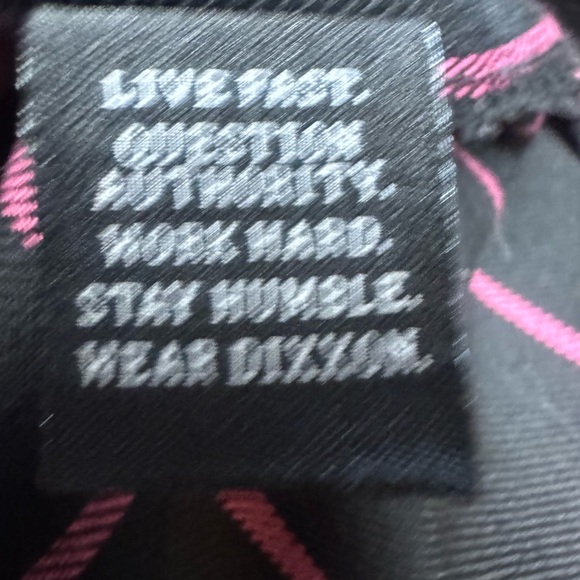 LIVE FAST.
QUESTION
AUTHORITY.
WORK HARD.
STAY HUMBLE.
WEAR DIXXON.